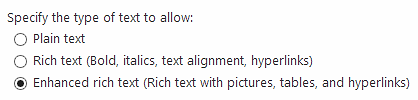 Specify the type of text to allow:
Plain text
Rich text (Bold, italics, text alignment, hyperlinks)
Enhanced rich text (Rich text with pictures, tables, and hyperlinks)